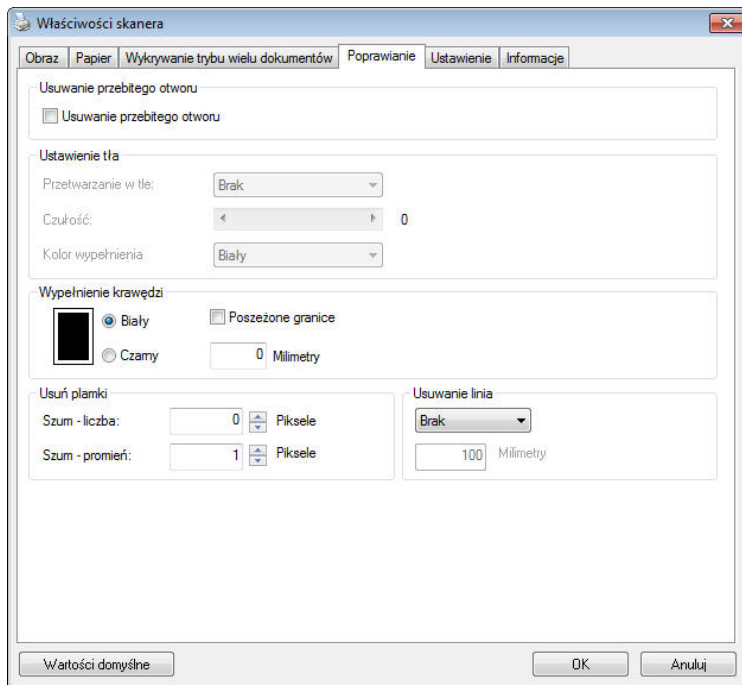 Właściwości skanera
Obraz Papier Wykrywanie trybu wielu dokumentów Poprawianie Ustawienie Informacje
Usuwanie przebitego otworu
Usuwanie przebitego otworu
Ustawienie tła
Przetwarzanie w tle: Brak
Czułość: 0
Kolor wypełnienia Biały
Wypełnienie krawędzi
Biały Poszeżone granice
Czarny 0 Milimetry
Usuń plamki Usuwanie linia
Szum - liczba: 0 Piksele Brak
Szum - promień: 1 Piksele 100 Milimetry
Wartości domyślne OK Anuluj